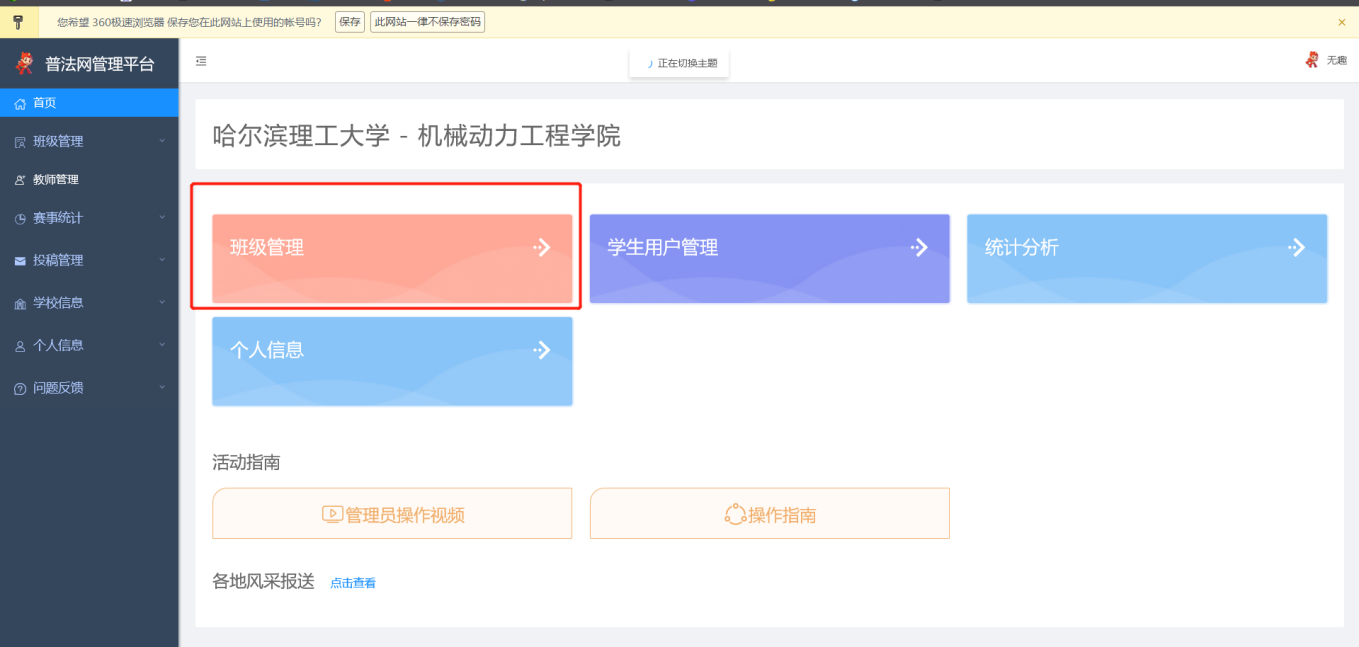 您希望 360极速浏览器 保存您在此网站上使用的帐号吗? 保存 此网站一律不保存密码
普法网管理平台
正在切换主题
无趣
首页
班级管理
教师管理
赛事统计
投稿管理
学校信息
个人信息
问题反馈
哈尔滨理工大学 - 机械动力工程学院
班级管理
学生用户管理
统计分析
个人信息
活动指南
管理员操作视频
操作指南
各地风采报送 点击查看